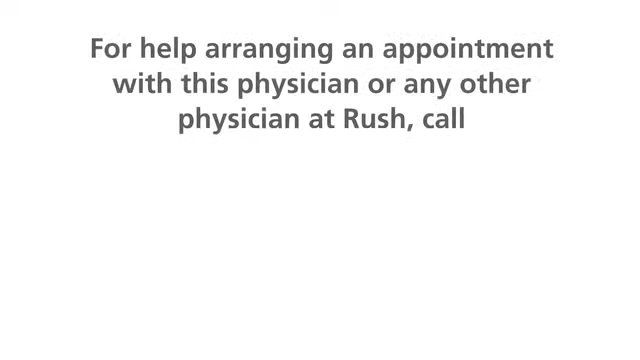 For help arranging an appointment
with this physician or any other
physician at Rush, call